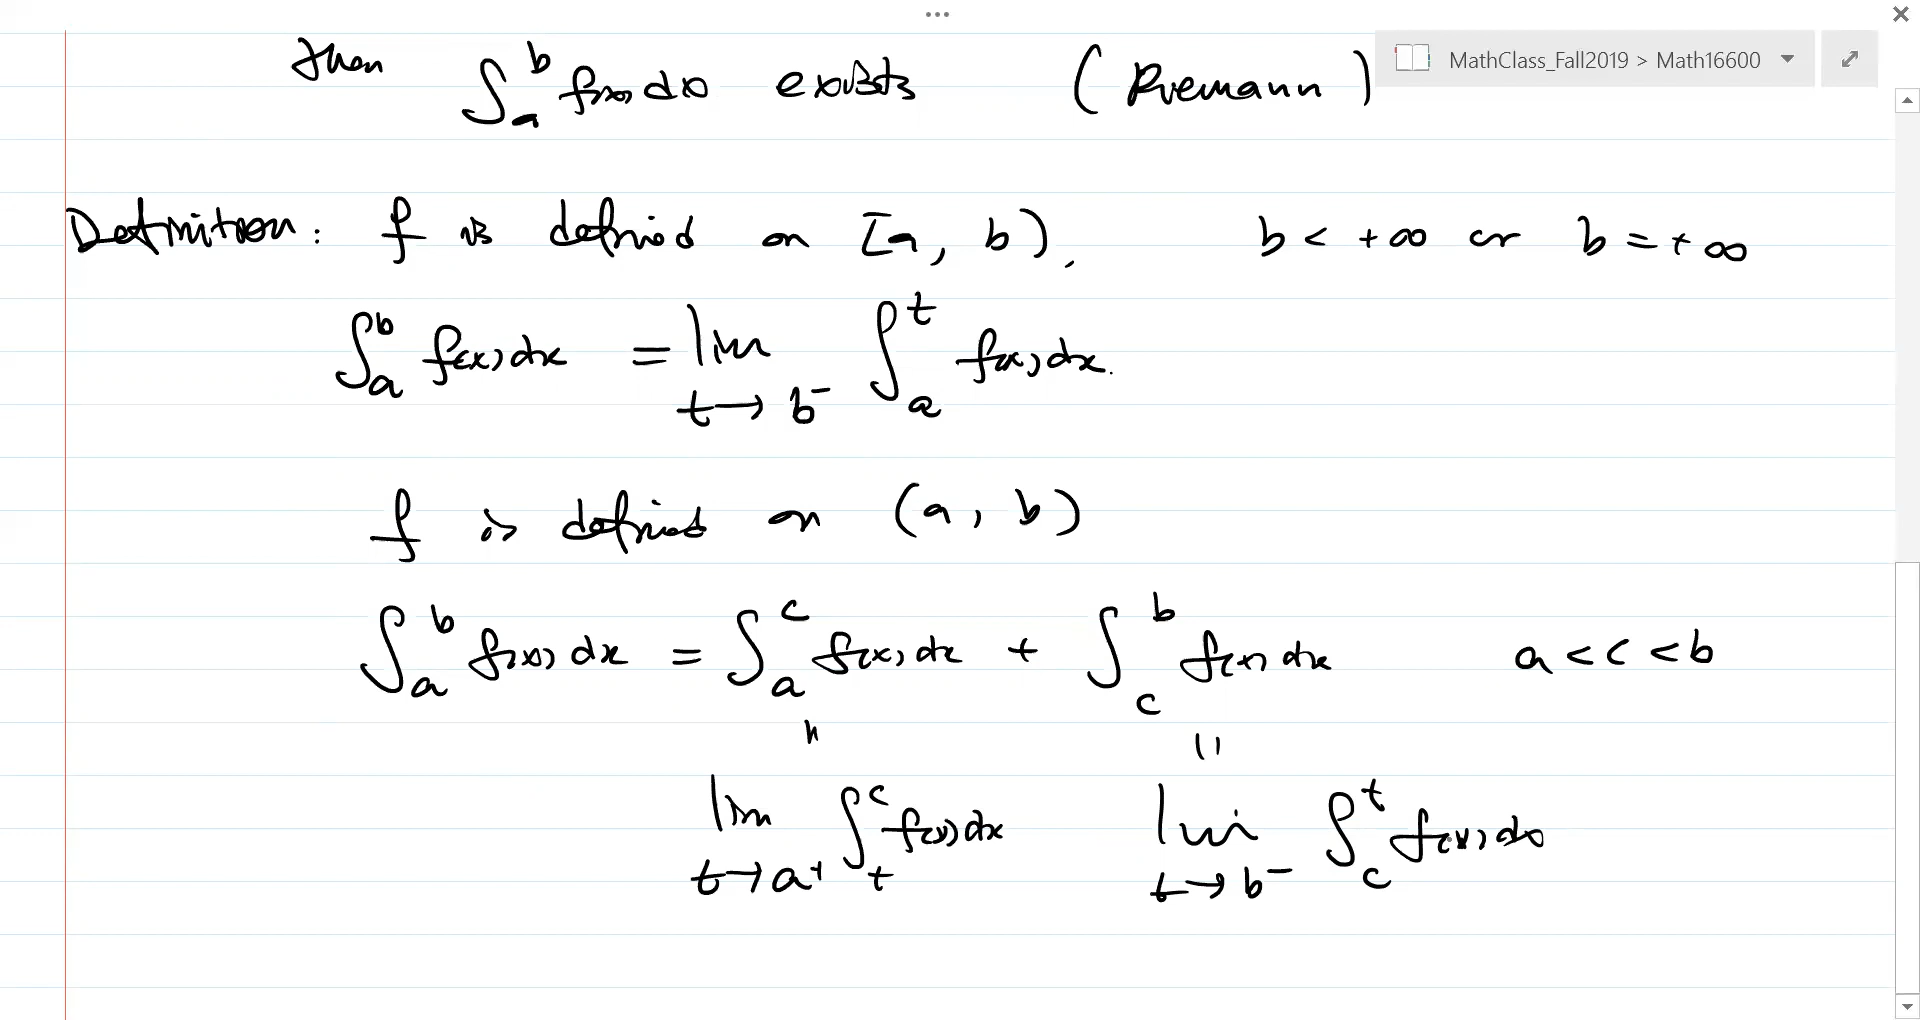 MathClass_Fall2019 > Math16600
then ∫_a^b f(x) dx exists (Riemann)
Definition: f is defined on [a, b), b < +∞ or b = +∞
∫_a^b f(x) dx = lim_{t→b⁻} ∫_a^t f(x) dx.
f is defined on (a, b)
∫_a^b f(x) dx = ∫_a^c f(x) dx + ∫_c^b f(x) dx a < c < b
|| ||
lim_{t→a⁺} ∫_t^c f(x) dx lim_{t→b⁻} ∫_c^t f(x) dx